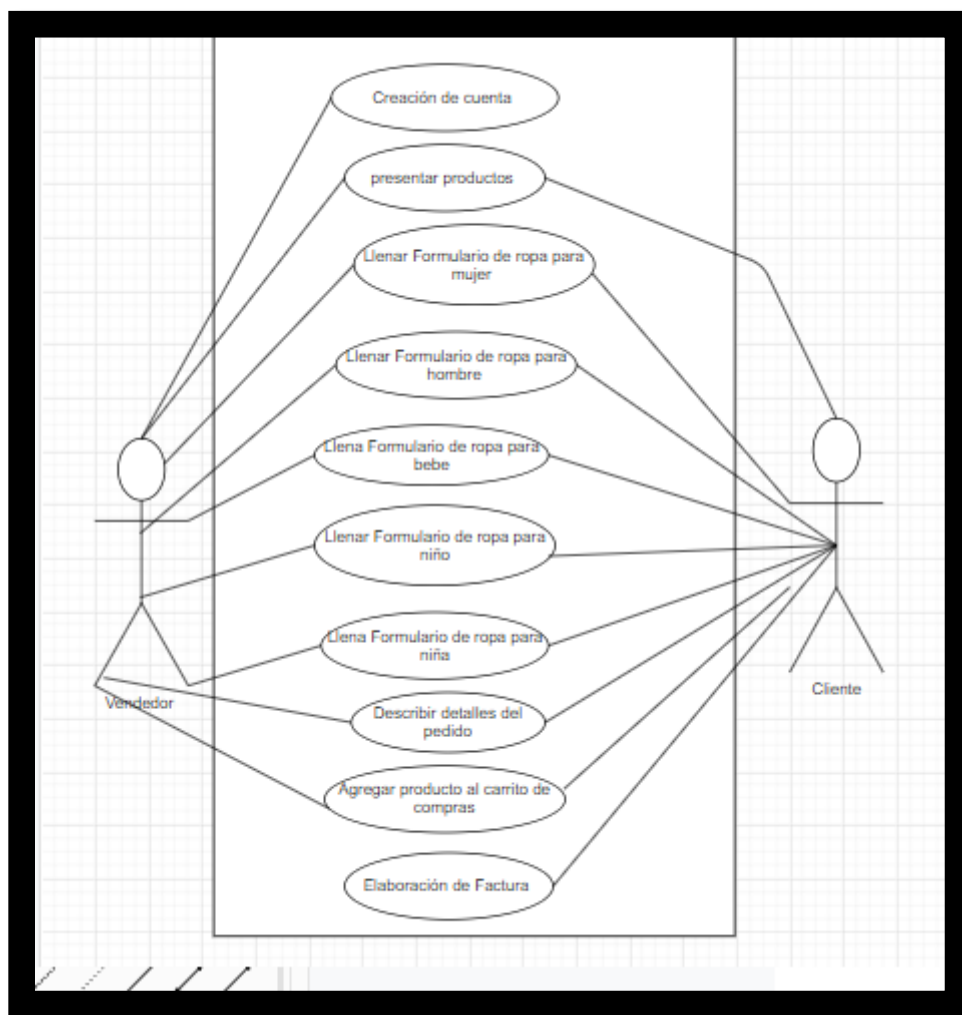 Creación de cuenta
presentar productos
Llenar Formulario de ropa para
mujer
Llenar Formulario de ropa para
hombre
Llena Formulario de ropa para
bebe
Llenar Formulario de ropa para
niño
Llena Formulario de ropa para
niña
Vendedor
Cliente
Describir detalles del
pedido
Agregar producto al carrito de
compras
Elaboración de Factura